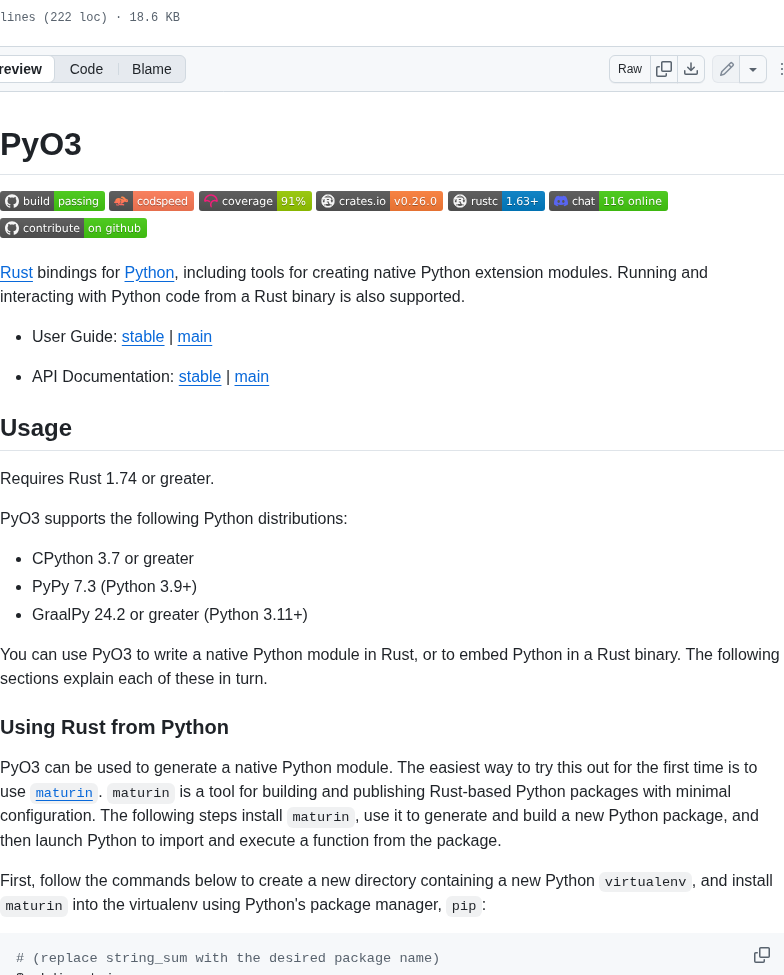 lines (222 loc) · 18.6 KB
review Code Blame Raw
PyO3
build passing codspeed coverage 91% crates.io v0.26.0 rustc 1.63+ chat 116 online
contribute on github
Rust bindings for Python, including tools for creating native Python extension modules. Running and
interacting with Python code from a Rust binary is also supported.
• User Guide: stable | main
• API Documentation: stable | main
Usage
Requires Rust 1.74 or greater.
PyO3 supports the following Python distributions:
• CPython 3.7 or greater
• PyPy 7.3 (Python 3.9+)
• GraalPy 24.2 or greater (Python 3.11+)
You can use PyO3 to write a native Python module in Rust, or to embed Python in a Rust binary. The following
sections explain each of these in turn.
Using Rust from Python
PyO3 can be used to generate a native Python module. The easiest way to try this out for the first time is to
use maturin. maturin is a tool for building and publishing Rust-based Python packages with minimal
configuration. The following steps install maturin, use it to generate and build a new Python package, and
then launch Python to import and execute a function from the package.
First, follow the commands below to create a new directory containing a new Python virtualenv, and install
maturin into the virtualenv using Python's package manager, pip:
# (replace string_sum with the desired package name)